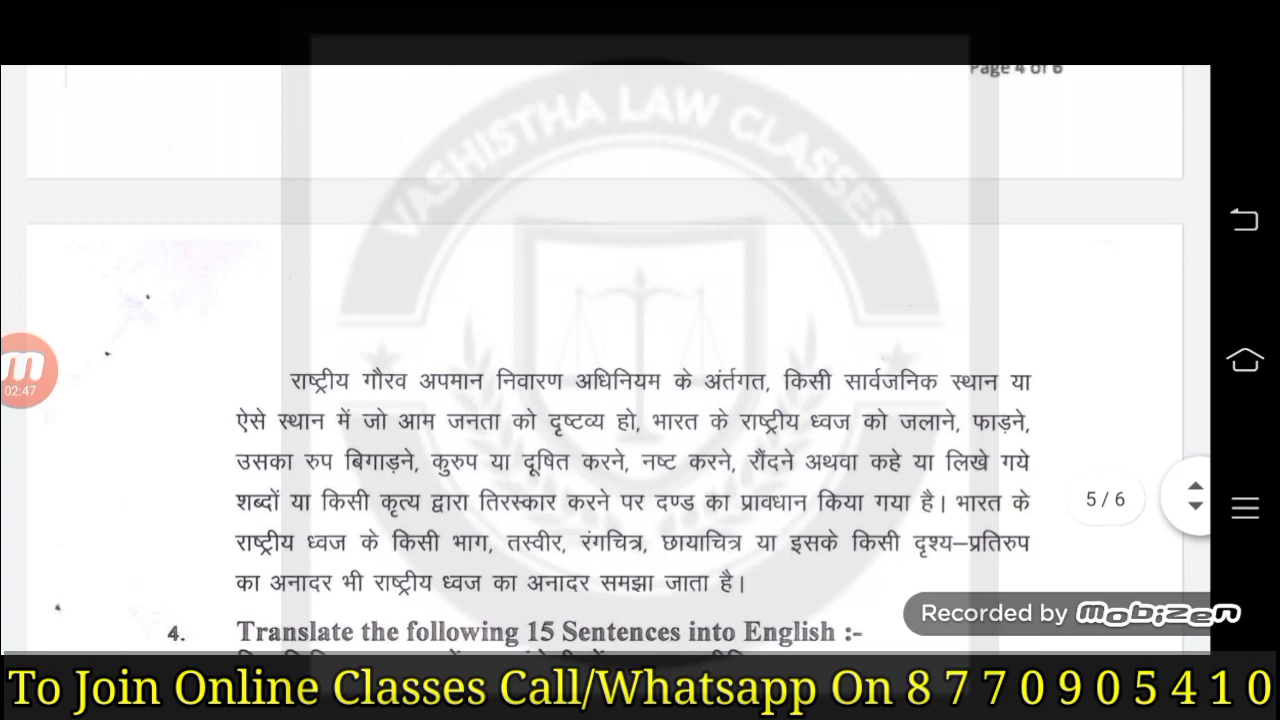 Page 4 of 6
VASHISTHA LAW CLASSES
राष्ट्रीय गौरव अपमान निवारण अधिनियम के अंर्तगत, किसी सार्वजनिक स्थान या
ऐसे स्थान में जो आम जनता को दृष्टव्य हो, भारत के राष्ट्रीय ध्वज को जलाने, फाड़ने,
उसका रुप बिगाड़ने, कुरुप या दूषित करने, नष्ट करने, रौंदने अथवा कहे या लिखे गये
शब्दों या किसी कृत्य द्वारा तिरस्कार करने पर दण्ड का प्रावधान किया गया है। भारत के
राष्ट्रीय ध्वज के किसी भाग, तस्वीर, रंगचित्र, छायाचित्र या इसके किसी दृश्य–प्रतिरुप
का अनादर भी राष्ट्रीय ध्वज का अनादर समझा जाता है।
02:47
5 / 6
Recorded by mobizen
4. Translate the following 15 Sentences into English :-
To Join Online Classes Call/Whatsapp On 8 7 7 0 9 0 5 4 1 0